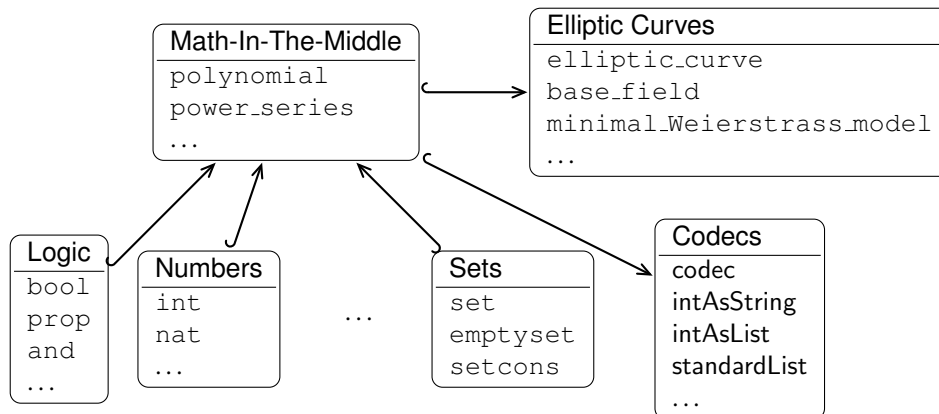 Math-In-The-Middle
polynomial
power_series
...
Elliptic Curves
elliptic_curve
base_field
minimal_Weierstrass_model
...
Logic
bool
prop
and
...
Numbers
int
nat
...
...
Sets
set
emptyset
setcons
Codecs
codec
intAsString
intAsList
standardList
...